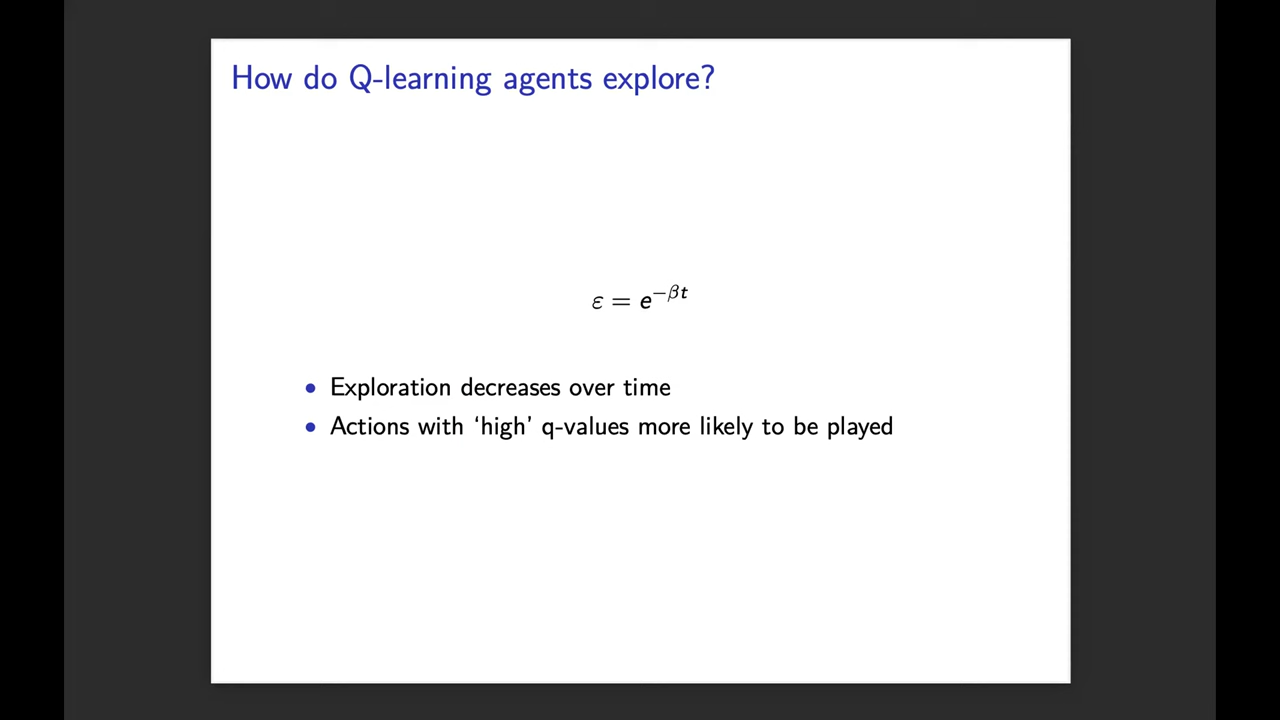 How do Q-learning agents explore?
ε = e^{−βt}
• Exploration decreases over time
• Actions with ‘high’ q-values more likely to be played